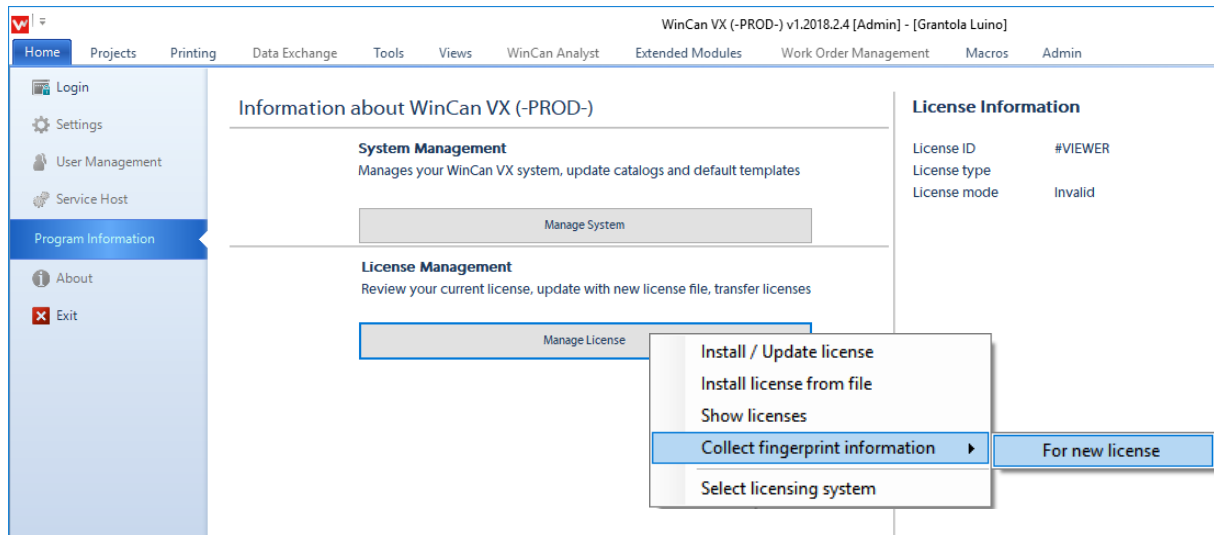 WinCan VX (-PROD-) v1.2018.2.4 [Admin] - [Grantola Luino]
Home Projects Printing Data Exchange Tools Views WinCan Analyst Extended Modules Work Order Management Macros Admin
Login
Settings
User Management
Service Host
Program Information
About
Exit
Information about WinCan VX (-PROD-)
System Management
Manages your WinCan VX system, update catalogs and default templates
Manage System
License Management
Review your current license, update with new license file, transfer licenses
Manage License
Install / Update license
Install license from file
Show licenses
Collect fingerprint information
For new license
Select licensing system
License Information
License ID #VIEWER
License type
License mode Invalid